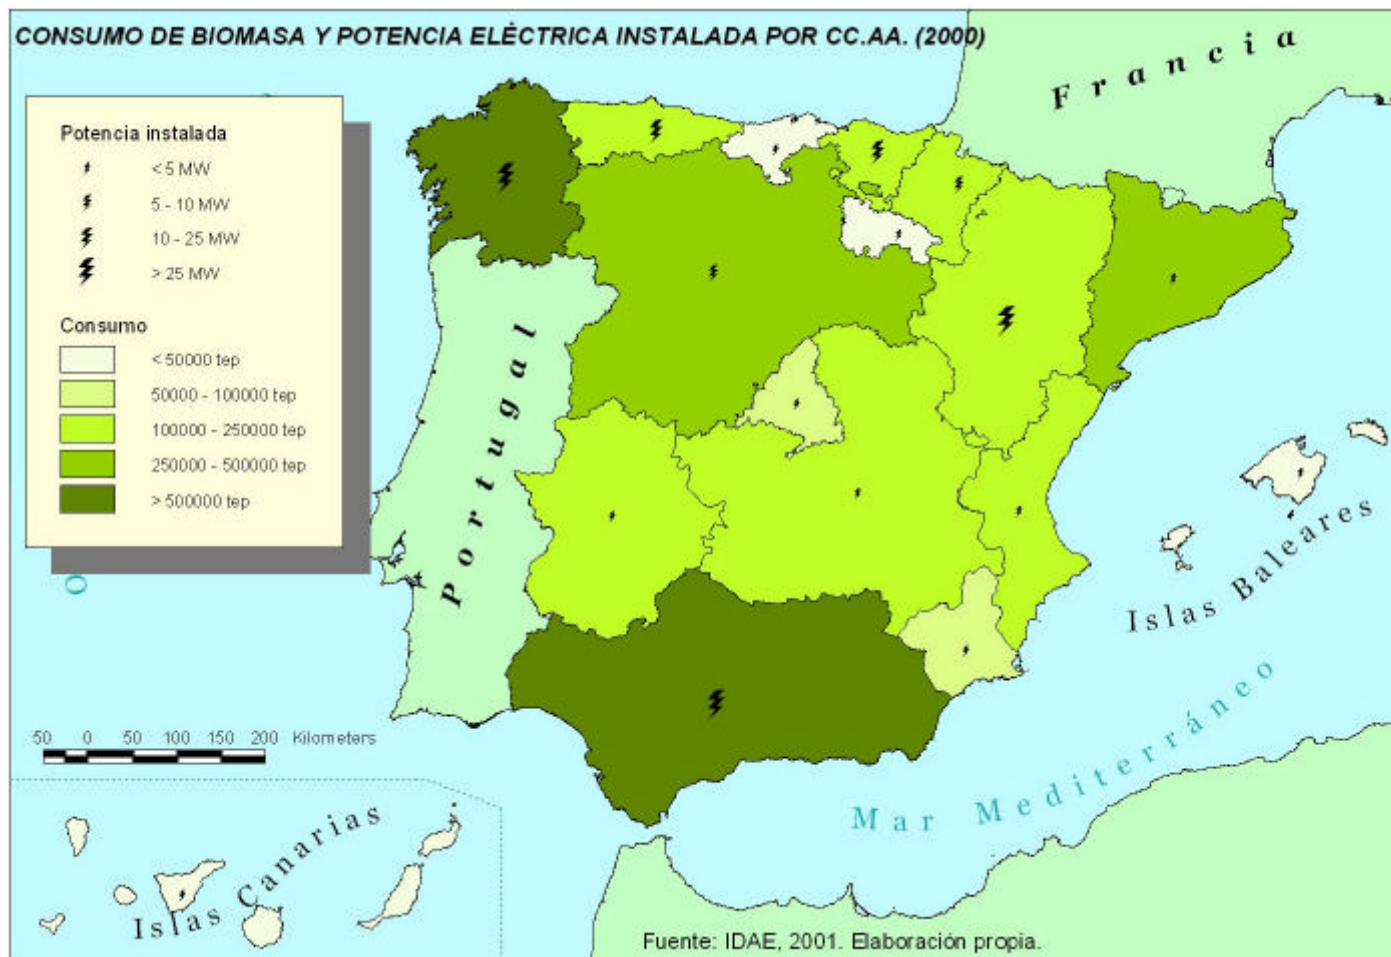 CONSUMO DE BIOMASA Y POTENCIA ELÉCTRICA INSTALADA POR CC.AA. (2000)
Francia
Potencia instalada
< 5 MW
5 - 10 MW
10 - 25 MW
> 25 MW
Consumo
< 50000 tep
50000 - 100000 tep
100000 - 250000 tep
250000 - 500000 tep
> 500000 tep
Portugal
Islas Baleares
Mar Mediterráneo
50 0 50 100 150 200 Kilometers
Islas Canarias
Fuente: IDAE, 2001. Elaboración propia.